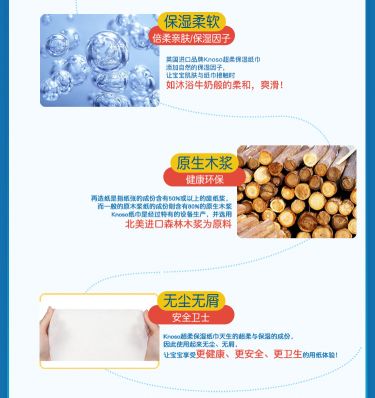 保湿柔软
倍柔亲肤/保湿因子
英国进口品牌Knoso超柔保湿纸巾
添加自然的保湿因子,
让宝宝肌肤与纸巾接触时
如沐浴牛奶般的柔和，爽滑!
原生木浆
健康环保
再造纸是指纸张的成份含有50%或以上的废纸浆,
而一般的原木浆纸的成份则含有80%的原生木浆
Knoso纸巾是经过特有的设备生产，并选用
北美进口森林木浆为原料
无尘无屑
安全卫士
Knoso超柔保湿纸巾天生的超柔与保湿的成份,
因此使用起来无尘、无屑,
让宝宝享受更健康、更安全、更卫生的用纸体验!